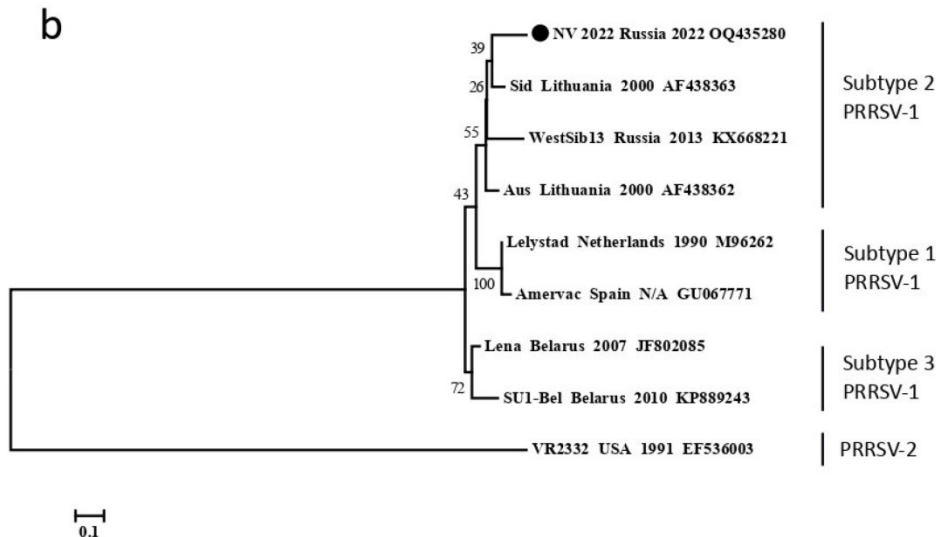 b
39
NV 2022 Russia 2022 OQ435280
26
Sid Lithuania 2000 AF438363
Subtype 2
PRRSV-1
55
WestSib13 Russia 2013 KX668221
43
Aus Lithuania 2000 AF438362
Lelystad Netherlands 1990 M96262
Subtype 1
PRRSV-1
100
Amervac Spain N/A GU067771
Lena Belarus 2007 JF802085
Subtype 3
PRRSV-1
72
SU1-Bel Belarus 2010 KP889243
VR2332 USA 1991 EF536003
PRRSV-2
0.1